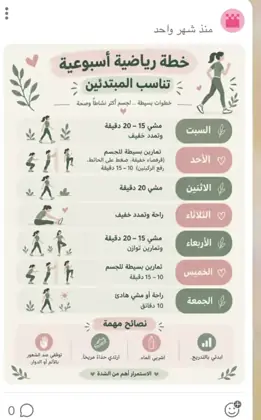 منذ شهر واحد
خطة رياضية أسبوعية
تناسب المبتدئين
خطوات بسيطة .. لجسم أكثر نشاطًا وصحة
السبت
مشي 15 – 20 دقيقة
وتمدد خفيف
الأحد
تمارين بسيطة للجسم
(قرفصاء خفيفة، ضغط على الحائط،
رفع الركبتين) 10 – 15 دقيقة
الاثنين
مشي 20 دقيقة
الثلاثاء
راحة وتمدد خفيف
الأربعاء
مشي 15 – 20 دقيقة
وتمارين توازن
الخميس
تمارين بسيطة للجسم
10 – 15 دقيقة
الجمعة
راحة أو مشي هادئ
10 دقائق
نصائح مهمة
ابدئي بالتدريج.
اشربي الماء.
ارتدي حذاءً مريحًا.
توقفي عند الشعور
بالألم أو الدوار.
الاستمرار أهم من الشدة
0